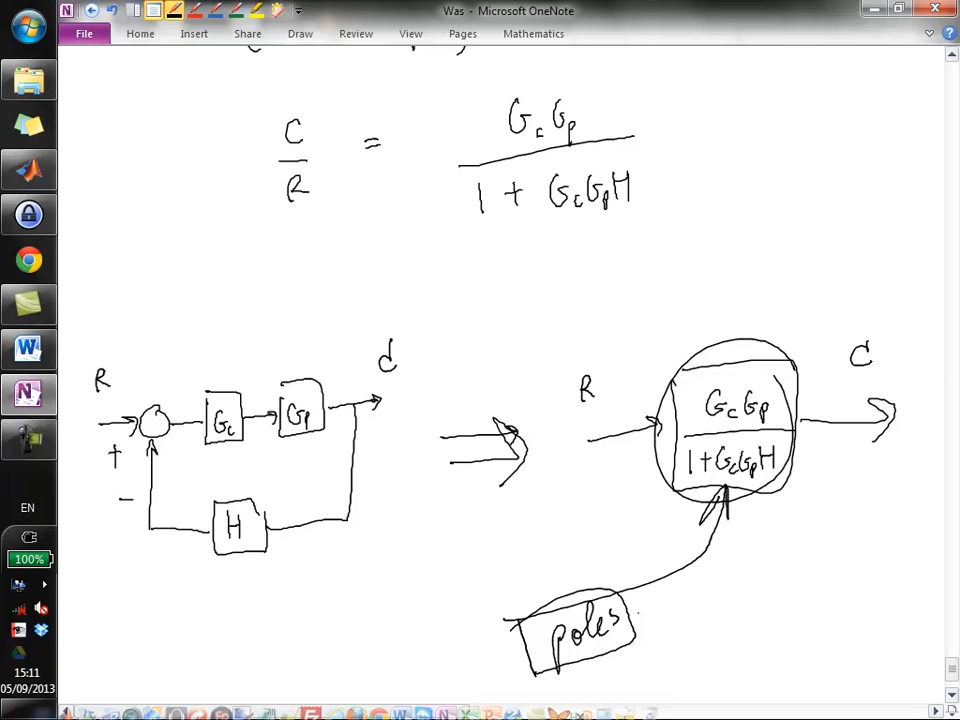 Was - Microsoft OneNote
File Home Insert Share Draw Review View Pages Mathematics
C/R = GcGp / 1 + GcGpH
R + - Gc Gp H C
R GcGp / 1+GcGpH C
poles
EN
100%
15:11
05/09/2013